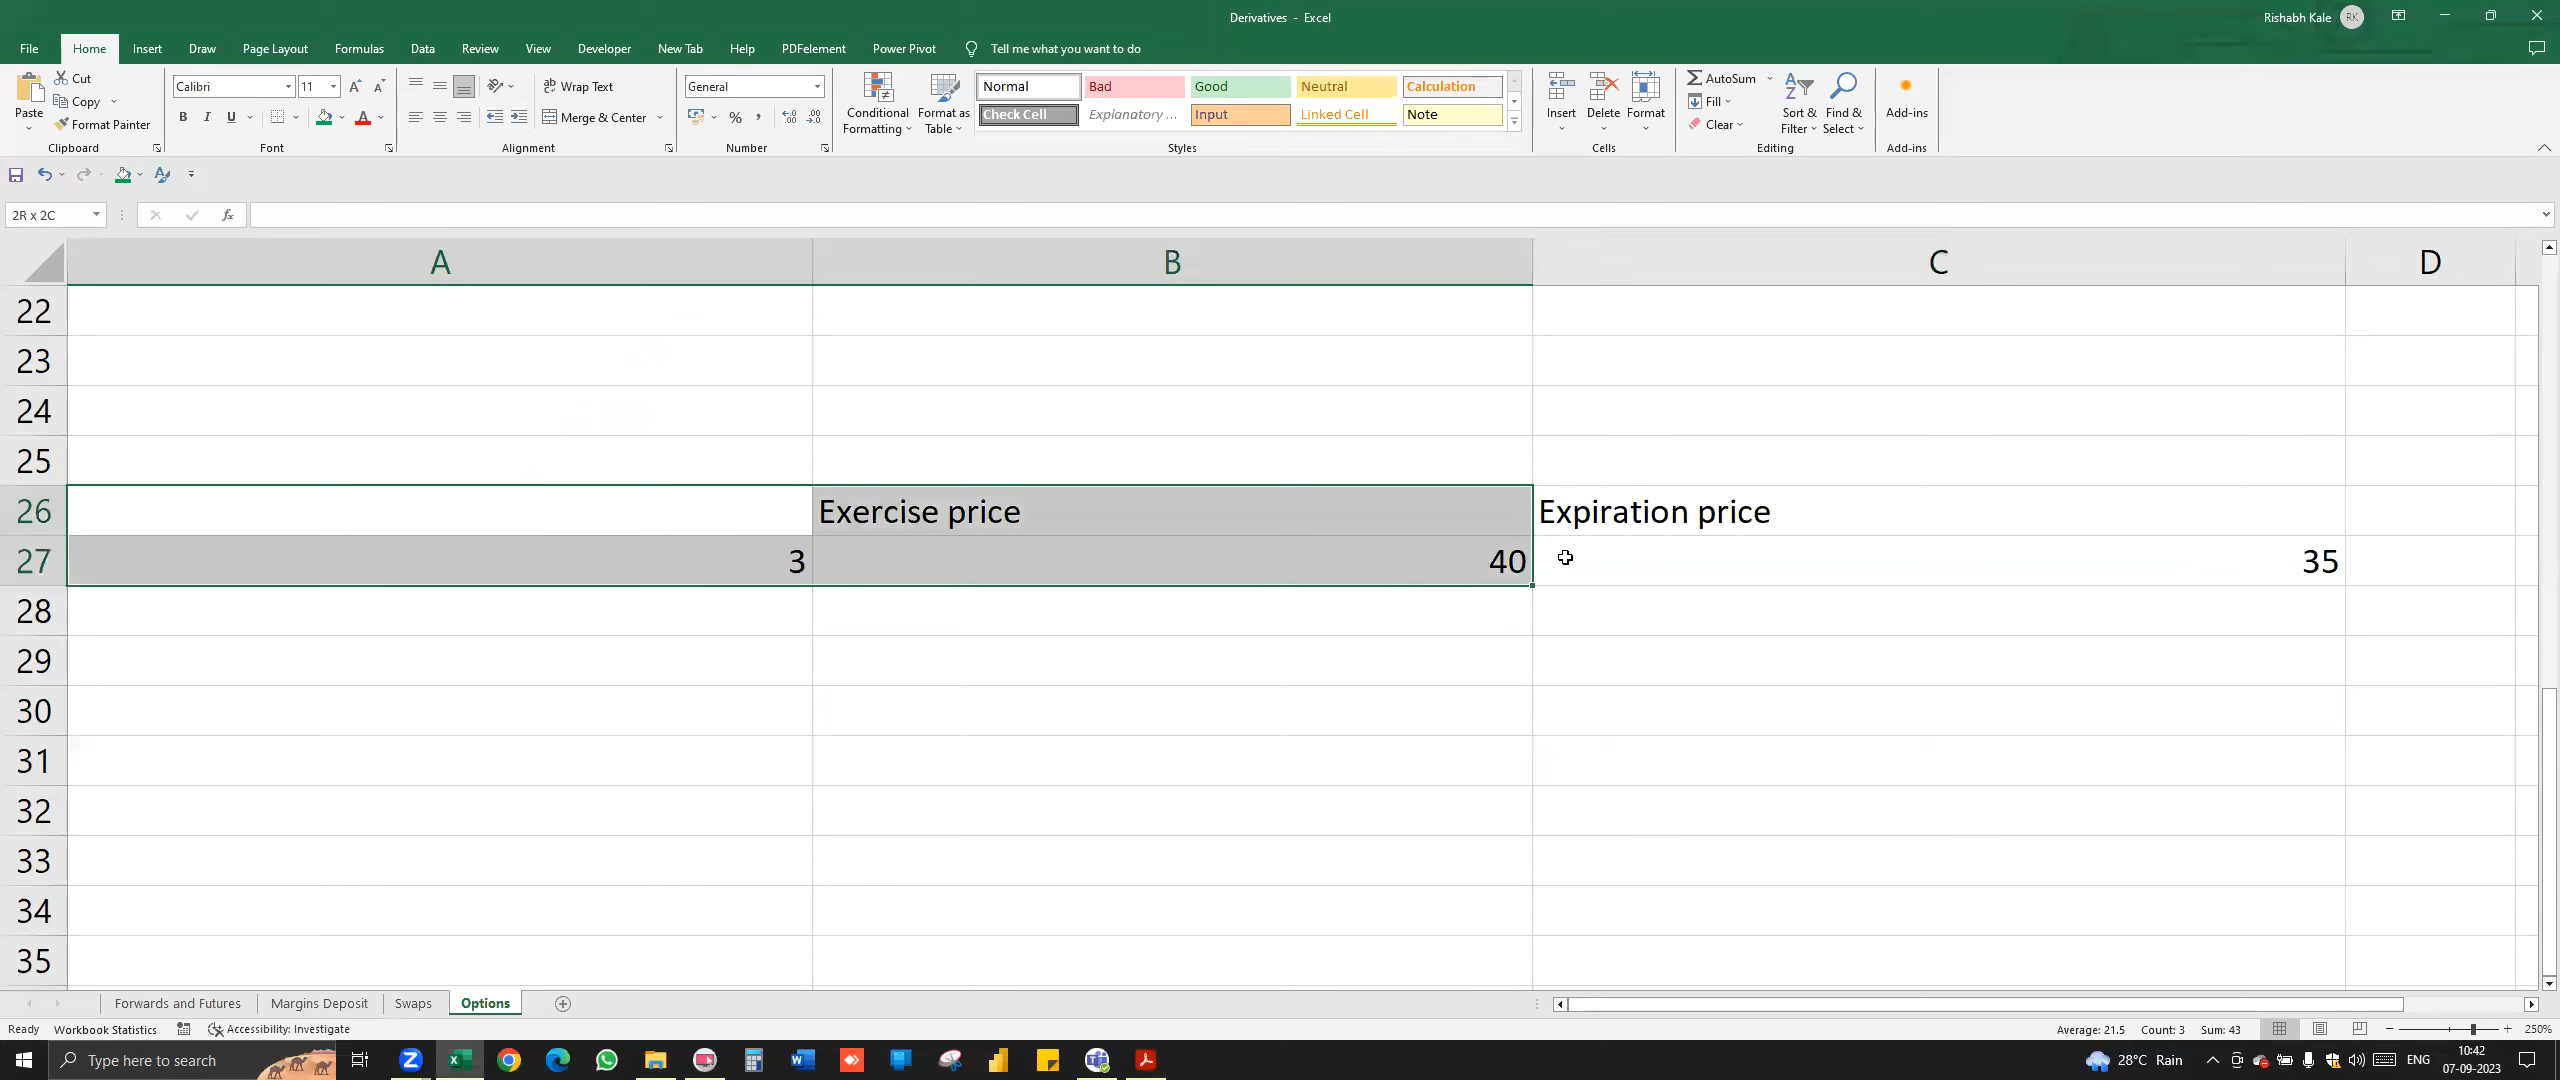 Derivatives - Excel
Rishabh Kale
RK
File Home Insert Draw Page Layout Formulas Data Review View Developer New Tab Help PDFelement Power Pivot Tell me what you want to do
Paste
Cut
Copy
Format Painter
Clipboard
Calibri 11
B I U
Font
Wrap Text
Merge & Center
Alignment
General
Number
Conditional Formatting
Format as Table
Normal Bad Good Neutral Calculation
Check Cell Explanatory ... Input Linked Cell Note
Styles
Insert Delete Format
Cells
AutoSum
Fill
Clear
Sort & Filter
Find & Select
Editing
Add-ins
Add-ins
2R x 2C
fx
A B C D
22
23
24
25
26 Exercise price Expiration price
27 3 40 35
28
29
30
31
32
33
34
35
Forwards and Futures Margins Deposit Swaps Options
Ready Workbook Statistics Accessibility: Investigate
Average: 21.5 Count: 3 Sum: 43
250%
Type here to search
28°C Rain
ENG
10:42
07-09-2023